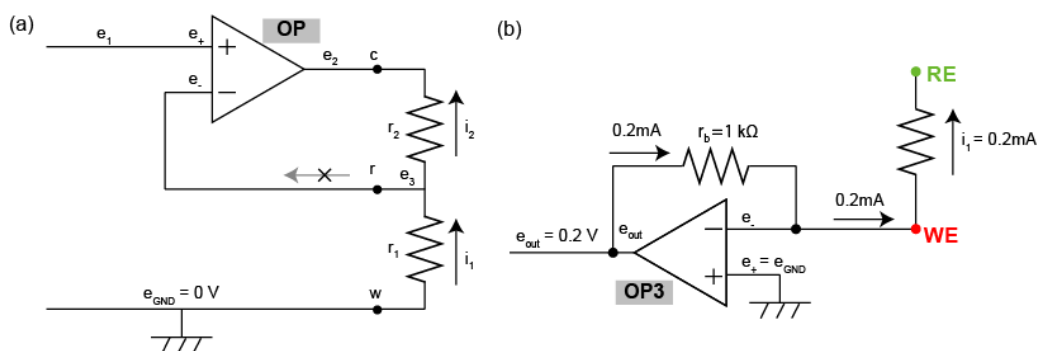 (a)
OP
e1
e+
e2
c
e-
r2
i2
r
e3
r1
i1
eGND = 0 V
w
(b)
RE
0.2mA
rb=1 kΩ
i1= 0.2mA
0.2mA
eout = 0.2 V
eout
e-
WE
e+ = eGND
OP3